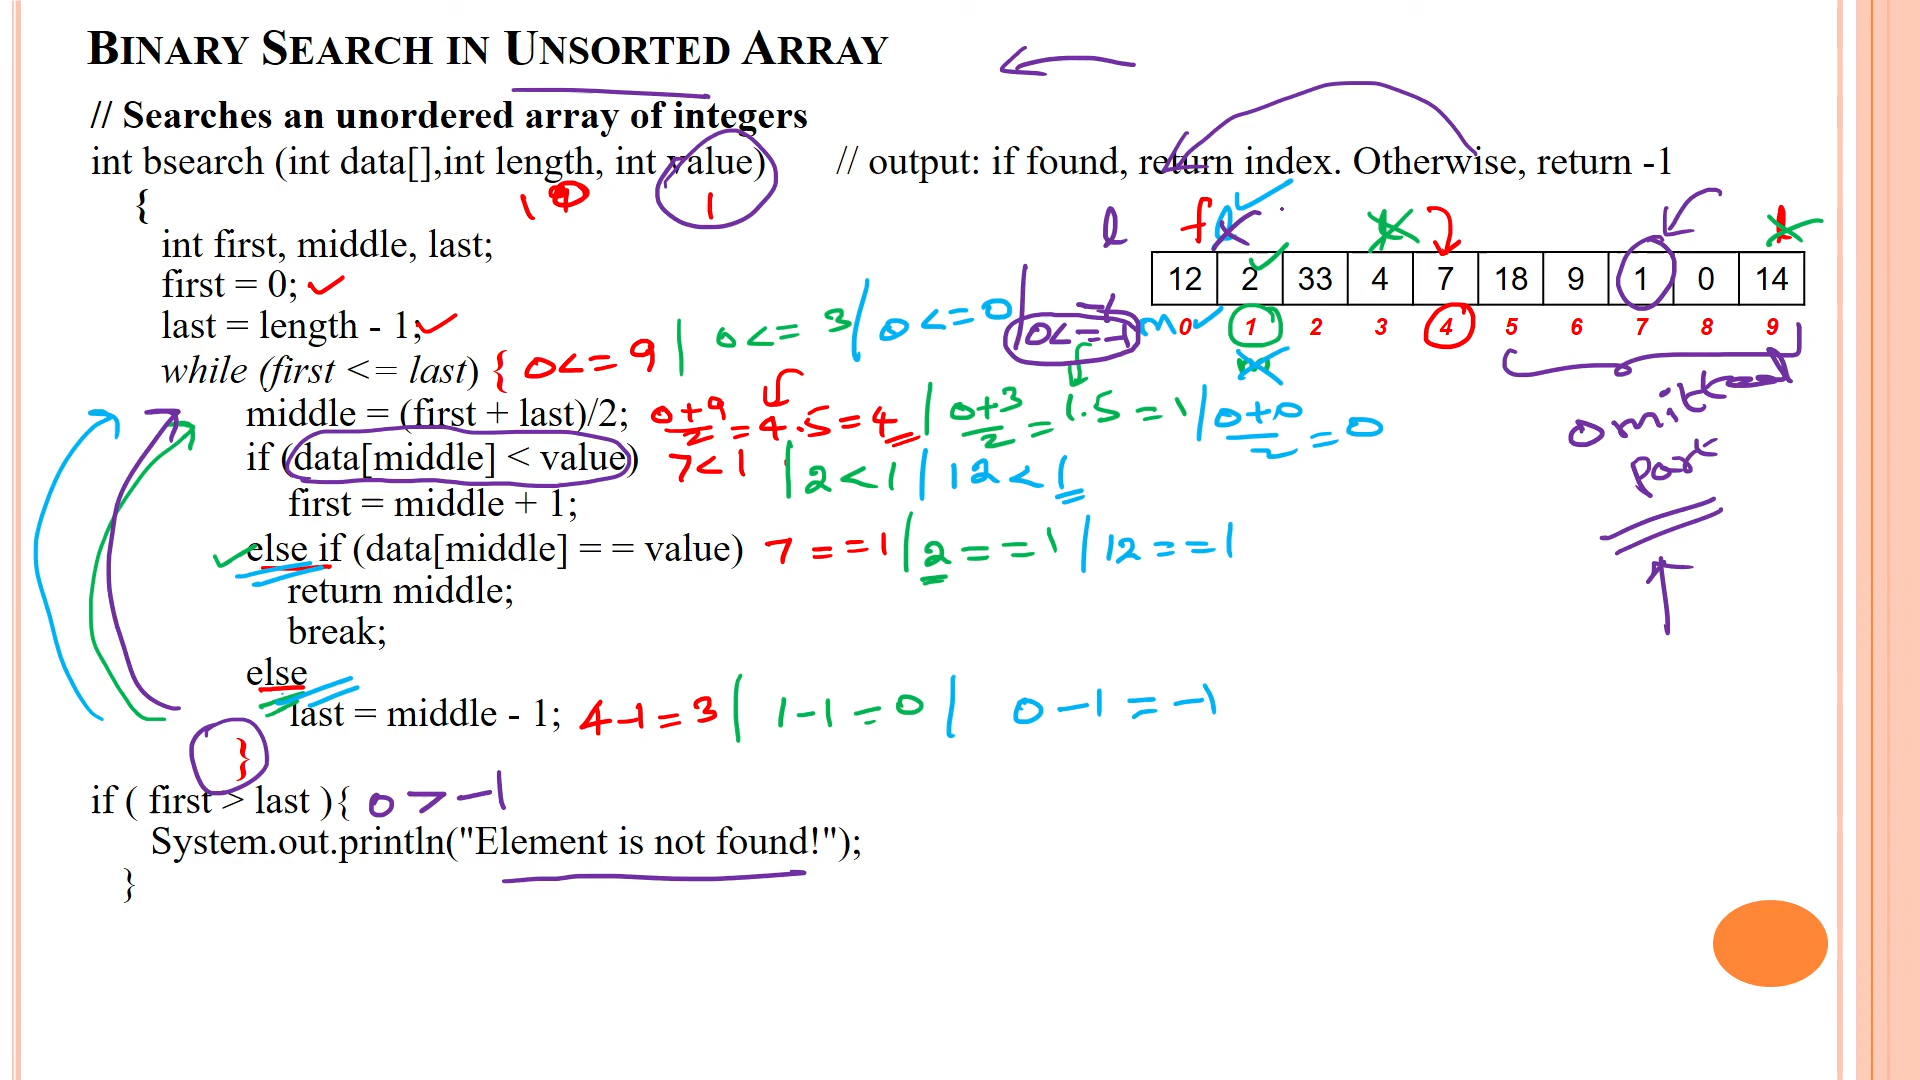 BINARY SEARCH IN UNSORTED ARRAY
// Searches an unordered array of integers
int bsearch (int data[],int length, int value) // output: if found, return index. Otherwise, return -1
{ 10 1
int first, middle, last;
l f l l
first = 0;
12 2 33 4 7 18 9 1 0 14
last = length - 1;
m 0 1 2 3 4 5 6 7 8 9
while (first <= last) { 0<=9 | 0<=3 | 0<=0 | 0<=-1
m
middle = (first + last)/2; 0+9/2 = 4.5 = 4 | 0+3/2 = 1.5 = 1 | 0+0/2 = 0
omitted
part
if (data[middle] < value) 7<1 | 2<1 | 12<1
first = middle + 1;
else if (data[middle] = = value) 7 = = 1 | 2 = = 1 | 12 = = 1
return middle;
break;
else
last = middle - 1; 4-1=3 | 1-1=0 | 0-1=-1
}
if ( first > last ){ 0 > -1
System.out.println("Element is not found!");
}